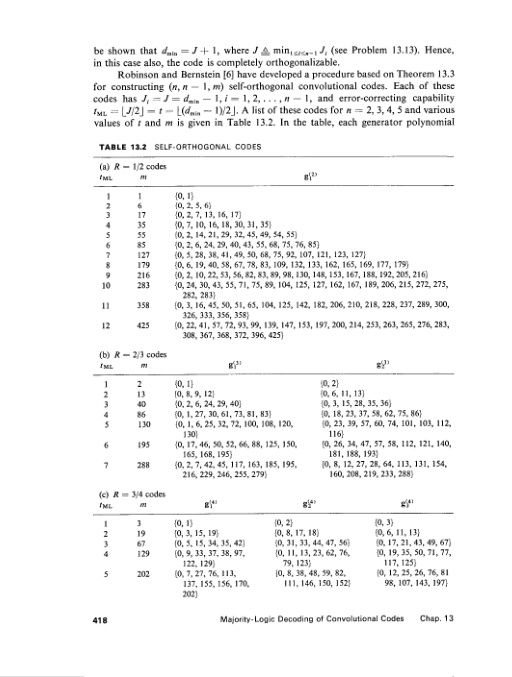 be shown that d_min = J + 1, where J ≜ min_1≤i≤n-1 J_i (see Problem 13.13). Hence,
in this case also, the code is completely orthogonalizable.
Robinson and Bernstein [6] have developed a procedure based on Theorem 13.3
for constructing (n, n − 1, m) self-orthogonal convolutional codes. Each of these
codes has J_i = J = d_min − 1, i = 1, 2, . . . , n − 1, and error-correcting capability
t_ML = ⌊J/2⌋ = t = ⌊(d_min − 1)/2⌋. A list of these codes for n = 2, 3, 4, 5 and various
values of t and m is given in Table 13.2. In the table, each generator polynomial
TABLE 13.2 SELF-ORTHOGONAL CODES
(a) R = 1/2 codes
t_ML m g_1^(2)
1 1 {0, 1}
2 6 {0, 2, 5, 6}
3 17 {0, 2, 7, 13, 16, 17}
4 35 {0, 7, 10, 16, 18, 30, 31, 35}
5 55 {0, 2, 14, 21, 29, 32, 45, 49, 54, 55}
6 85 {0, 2, 6, 24, 29, 40, 43, 55, 68, 75, 76, 85}
7 127 {0, 5, 28, 38, 41, 49, 50, 68, 75, 92, 107, 121, 123, 127}
8 179 {0, 6, 19, 40, 58, 67, 78, 83, 109, 132, 133, 162, 165, 169, 177, 179}
9 216 {0, 2, 10, 22, 53, 56, 82, 83, 89, 98, 130, 148, 153, 167, 188, 192, 205, 216}
10 283 {0, 24, 30, 43, 55, 71, 75, 89, 104, 125, 127, 162, 167, 189, 206, 215, 272, 275,
282, 283}
11 358 {0, 3, 16, 45, 50, 51, 65, 104, 125, 142, 182, 206, 210, 218, 228, 237, 289, 300,
326, 333, 356, 358}
12 425 {0, 22, 41, 57, 72, 93, 99, 139, 147, 153, 197, 200, 214, 253, 263, 265, 276, 283,
308, 367, 368, 372, 396, 425}
(b) R = 2/3 codes
t_ML m g_1^(3) g_2^(3)
1 2 {0, 1} {0, 2}
2 13 {0, 8, 9, 12} {0, 6, 11, 13}
3 40 {0, 2, 6, 24, 29, 40} {0, 3, 15, 28, 35, 36}
4 86 {0, 1, 27, 30, 61, 73, 81, 83} {0, 18, 23, 37, 58, 62, 75, 86}
5 130 {0, 1, 6, 25, 32, 72, 100, 108, 120, {0, 23, 39, 57, 60, 74, 101, 103, 112,
130} 116}
6 195 {0, 17, 46, 50, 52, 66, 88, 125, 150, {0, 26, 34, 47, 57, 58, 112, 121, 140,
165, 168, 195} 181, 188, 193}
7 288 {0, 2, 7, 42, 45, 117, 163, 185, 195, {0, 8, 12, 27, 28, 64, 113, 131, 154,
216, 229, 246, 255, 279} 160, 208, 219, 233, 288}
(c) R = 3/4 codes
t_ML m g_1^(4) g_2^(4) g_3^(4)
1 3 {0, 1} {0, 2} {0, 3}
2 19 {0, 3, 15, 19} {0, 8, 17, 18} {0, 6, 11, 13}
3 67 {0, 5, 15, 34, 35, 42} {0, 31, 33, 44, 47, 56} {0, 17, 21, 43, 49, 67}
4 129 {0, 9, 33, 37, 38, 97, {0, 11, 13, 23, 62, 76, {0, 19, 35, 50, 71, 77,
122, 129} 79, 123} 117, 125}
5 202 {0, 7, 27, 76, 113, {0, 8, 38, 48, 59, 82, {0, 12, 25, 26, 76, 81
137, 155, 156, 170, 111, 146, 150, 152} 98, 107, 143, 197}
202}
418 Majority-Logic Decoding of Convolutional Codes Chap. 13